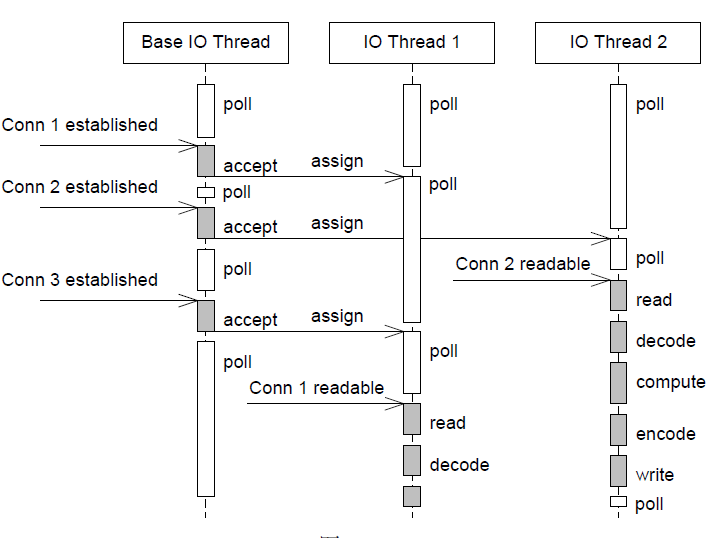 Base IO Thread
IO Thread 1
IO Thread 2
poll
poll
poll
Conn 1 established
accept
assign
poll
Conn 2 established
poll
accept
assign
poll
Conn 2 readable
poll
Conn 3 established
read
accept
assign
decode
poll
poll
compute
Conn 1 readable
read
encode
decode
write
poll